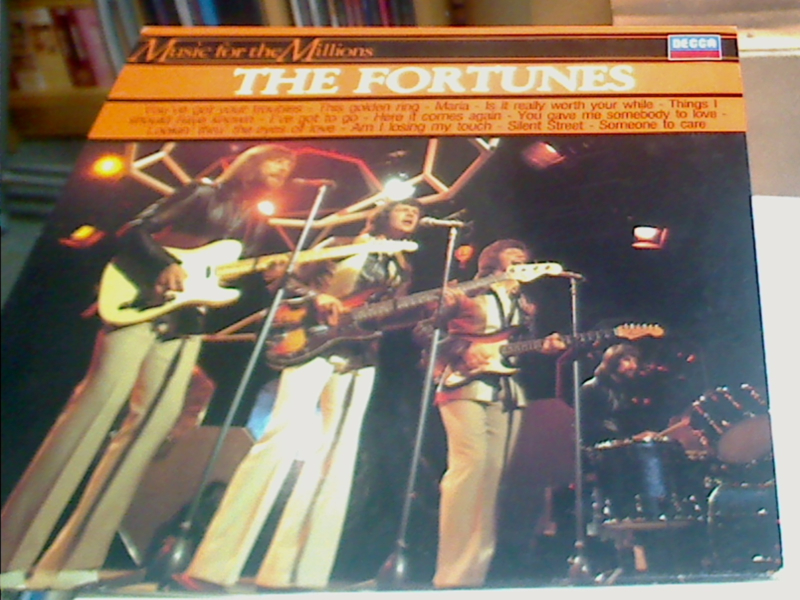 Music for the Millions
DECCA
THE FORTUNES
You've got your troubles - This golden ring - Maria - Is it really worth your while - Things I
should have known - I've got to go - Here it comes again - You gave me somebody to love -
Lookin' thru' the eyes of love - Am I losing my touch - Silent Street - Someone to care